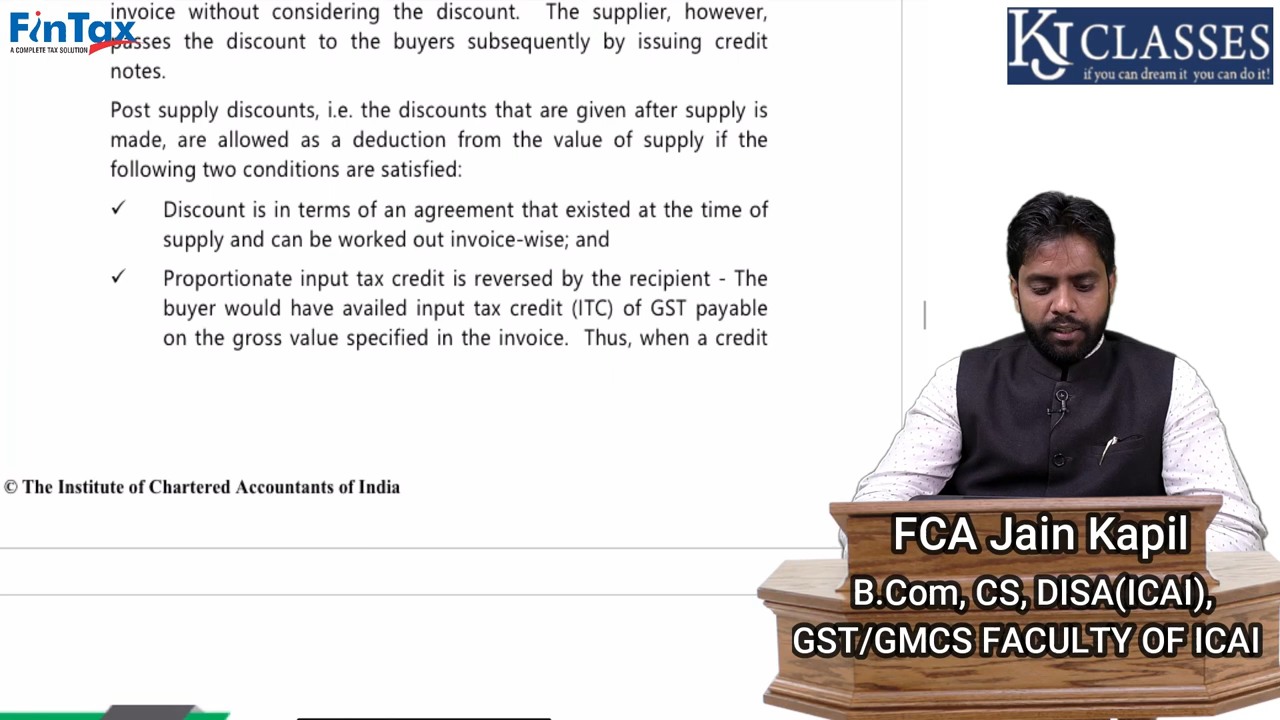 invoice without considering the discount. The supplier, however,
passes the discount to the buyers subsequently by issuing credit
notes.
Post supply discounts, i.e. the discounts that are given after supply is
made, are allowed as a deduction from the value of supply if the
following two conditions are satisfied:
✓ Discount is in terms of an agreement that existed at the time of
supply and can be worked out invoice-wise; and
✓ Proportionate input tax credit is reversed by the recipient - The
buyer would have availed input tax credit (ITC) of GST payable
on the gross value specified in the invoice. Thus, when a credit
© The Institute of Chartered Accountants of India
FinTax
A COMPLETE TAX SOLUTION
KJ CLASSES
if you can dream it you can do it!
FCA Jain Kapil
B.Com, CS, DISA(ICAI),
GST/GMCS FACULTY OF ICAI